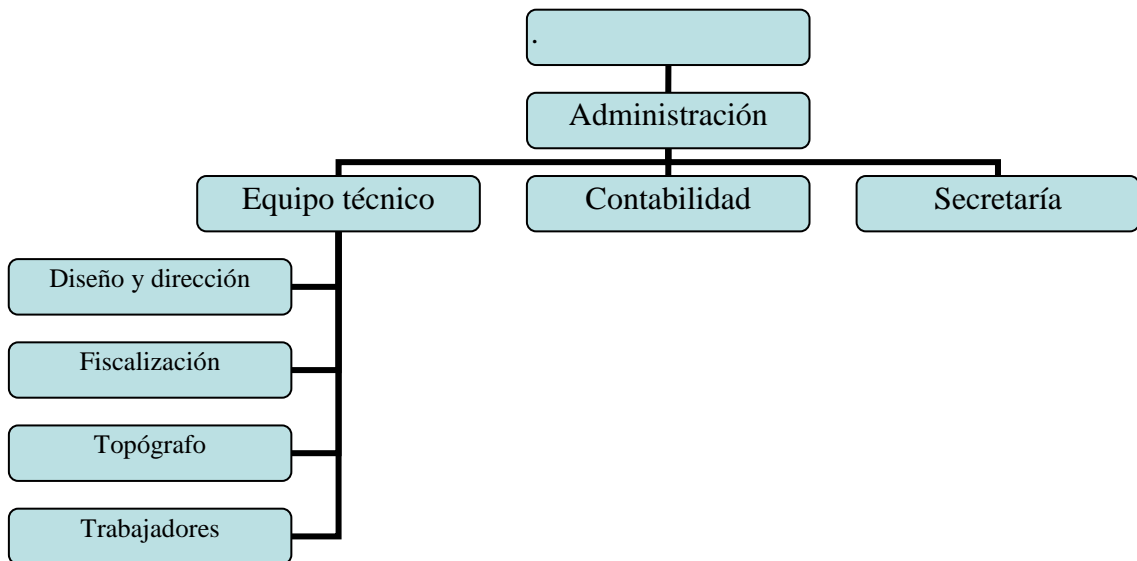 .
Administración
Equipo técnico
Contabilidad
Secretaría
Diseño y dirección
Fiscalización
Topógrafo
Trabajadores